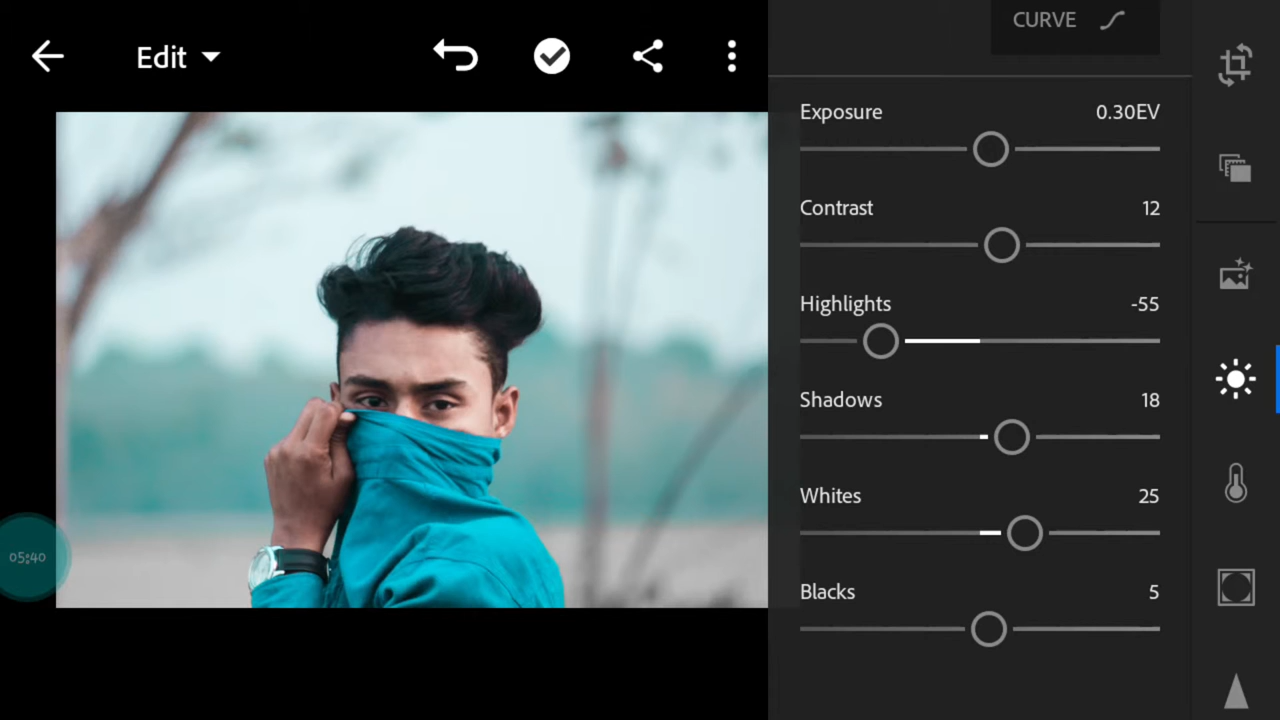 Edit
CURVE
Exposure 0.30EV
Contrast 12
Highlights -55
Shadows 18
Whites 25
Blacks 5
05:40